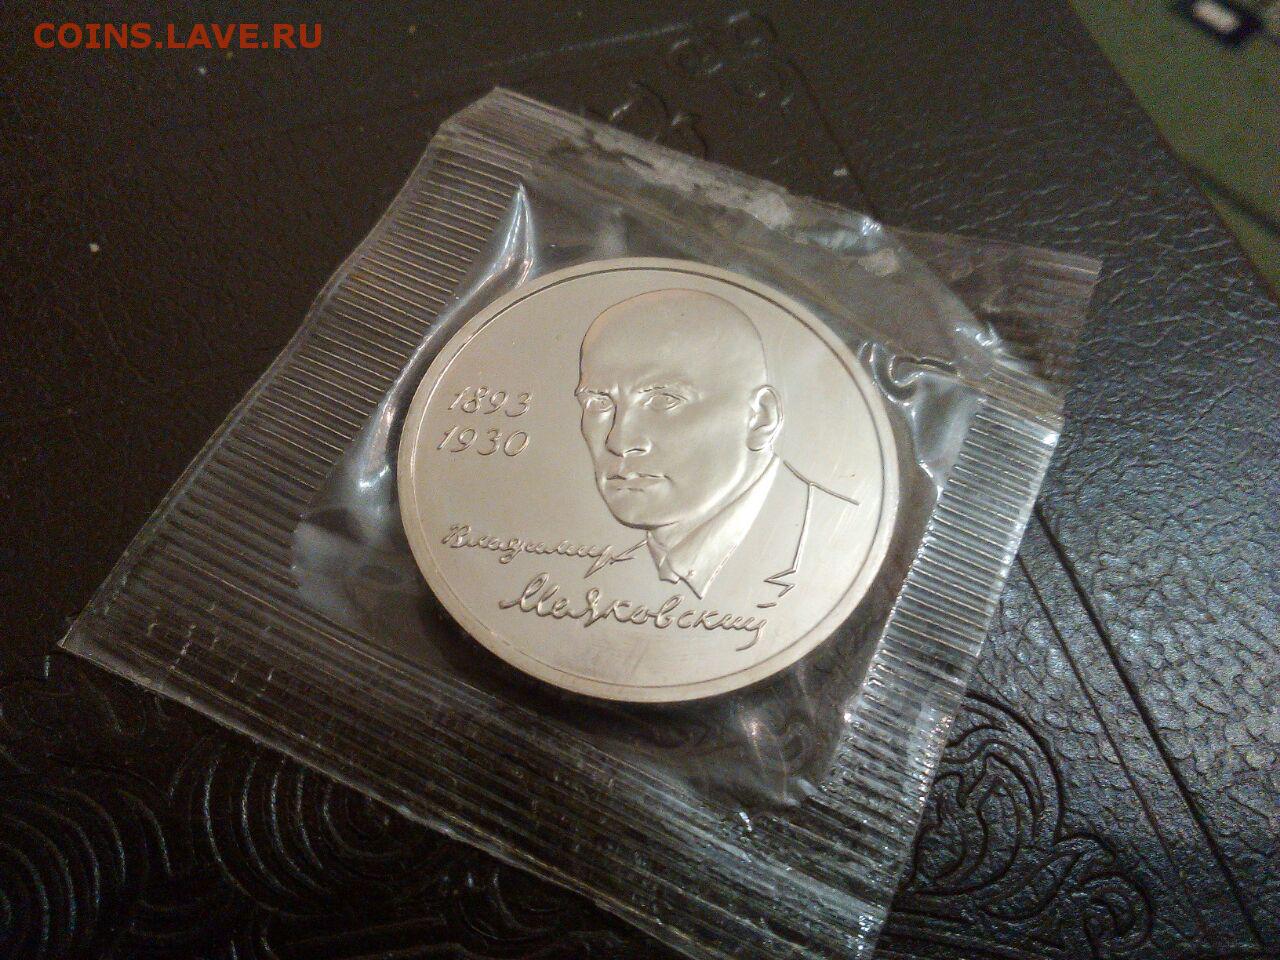 COINS.LAVE.RU
1893
1930
Владимир
Маяковский